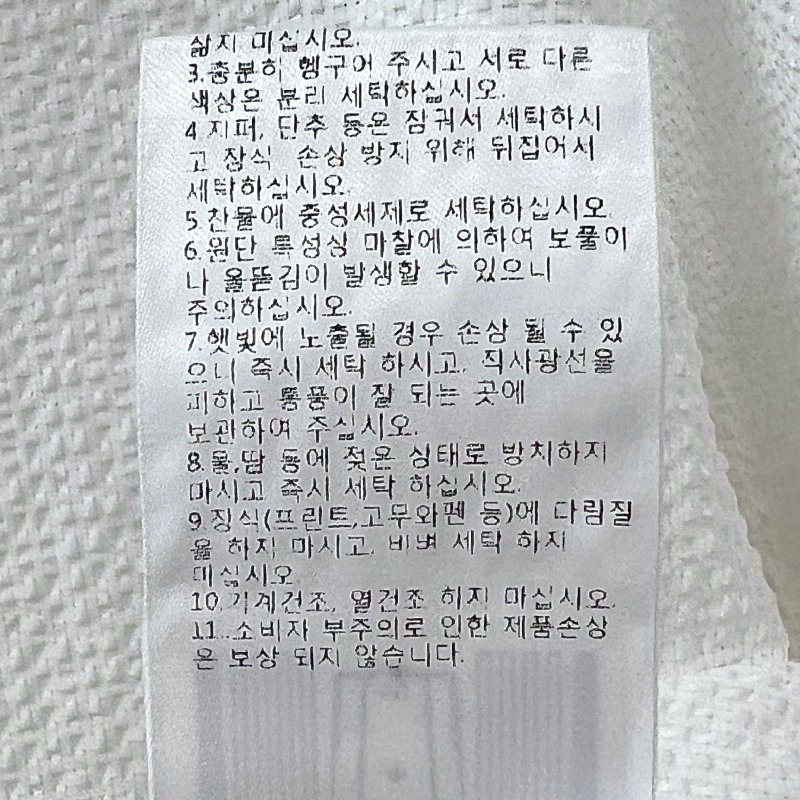 삶지 마십시오.
3.충분히 헹구어 주시고 서로 다른
색상은 분리 세탁하십시오.
4.지퍼, 단추 등은 잠궈서 세탁하시
고 장식 손상 방지 위해 뒤집어서
세탁하십시오.
5.찬물에 중성세제로 세탁하십시오.
6.원단 특성상 마찰에 의하여 보풀이
나 올뜯김이 발생할 수 있으니
주의하십시오.
7.햇빛에 노출될 경우 손상 될 수 있
으니 즉시 세탁 하시고, 직사광선을
피하고 통풍이 잘 되는 곳에
보관하여 주십시오.
8.물,땀 등에 젖은 상태로 방치하지
마시고 즉시 세탁 하십시오.
9.장식(프린트,고무와펜 등)에 다림질
을 하지 마시고, 비벼 세탁 하지
마십시오.
10.기계건조, 열건조 하지 마십시오.
11..소비자 부주의로 인한 제품손상
은 보상 되지 않습니다.